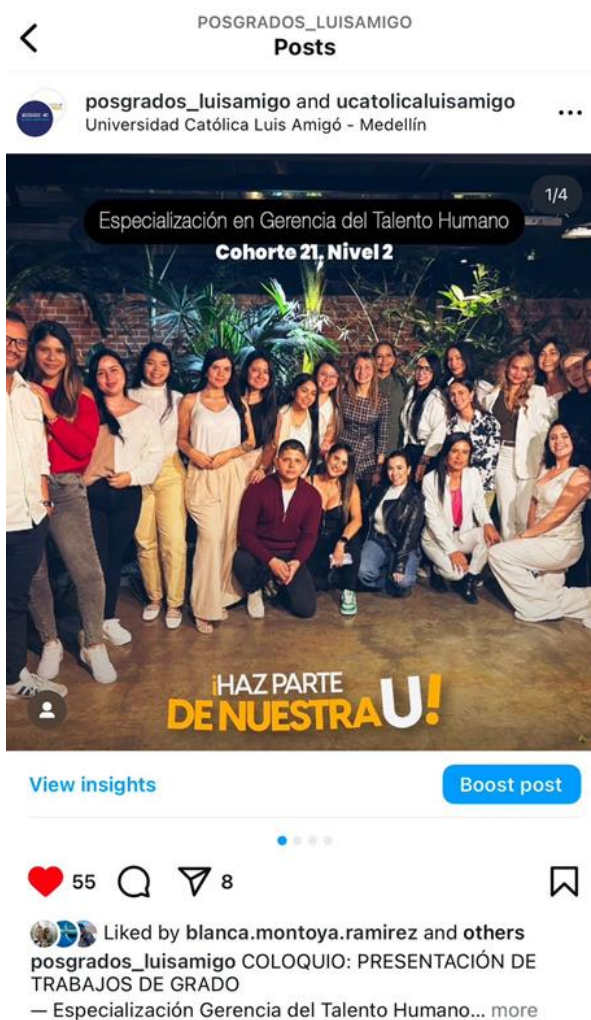 POSGRADOS_LUISAMIGO
Posts
posgrados_luisamigo and ucatolicaluisamigo
Universidad Católica Luis Amigó - Medellín
1/4
Especialización en Gerencia del Talento Humano
Cohorte 21, Nivel 2
¡HAZ PARTE
DE NUESTRA U!
View insights
Boost post
55
8
Liked by blanca.montoya.ramirez and others
posgrados_luisamigo COLOQUIO: PRESENTACIÓN DE
TRABAJOS DE GRADO
— Especialización Gerencia del Talento Humano... more